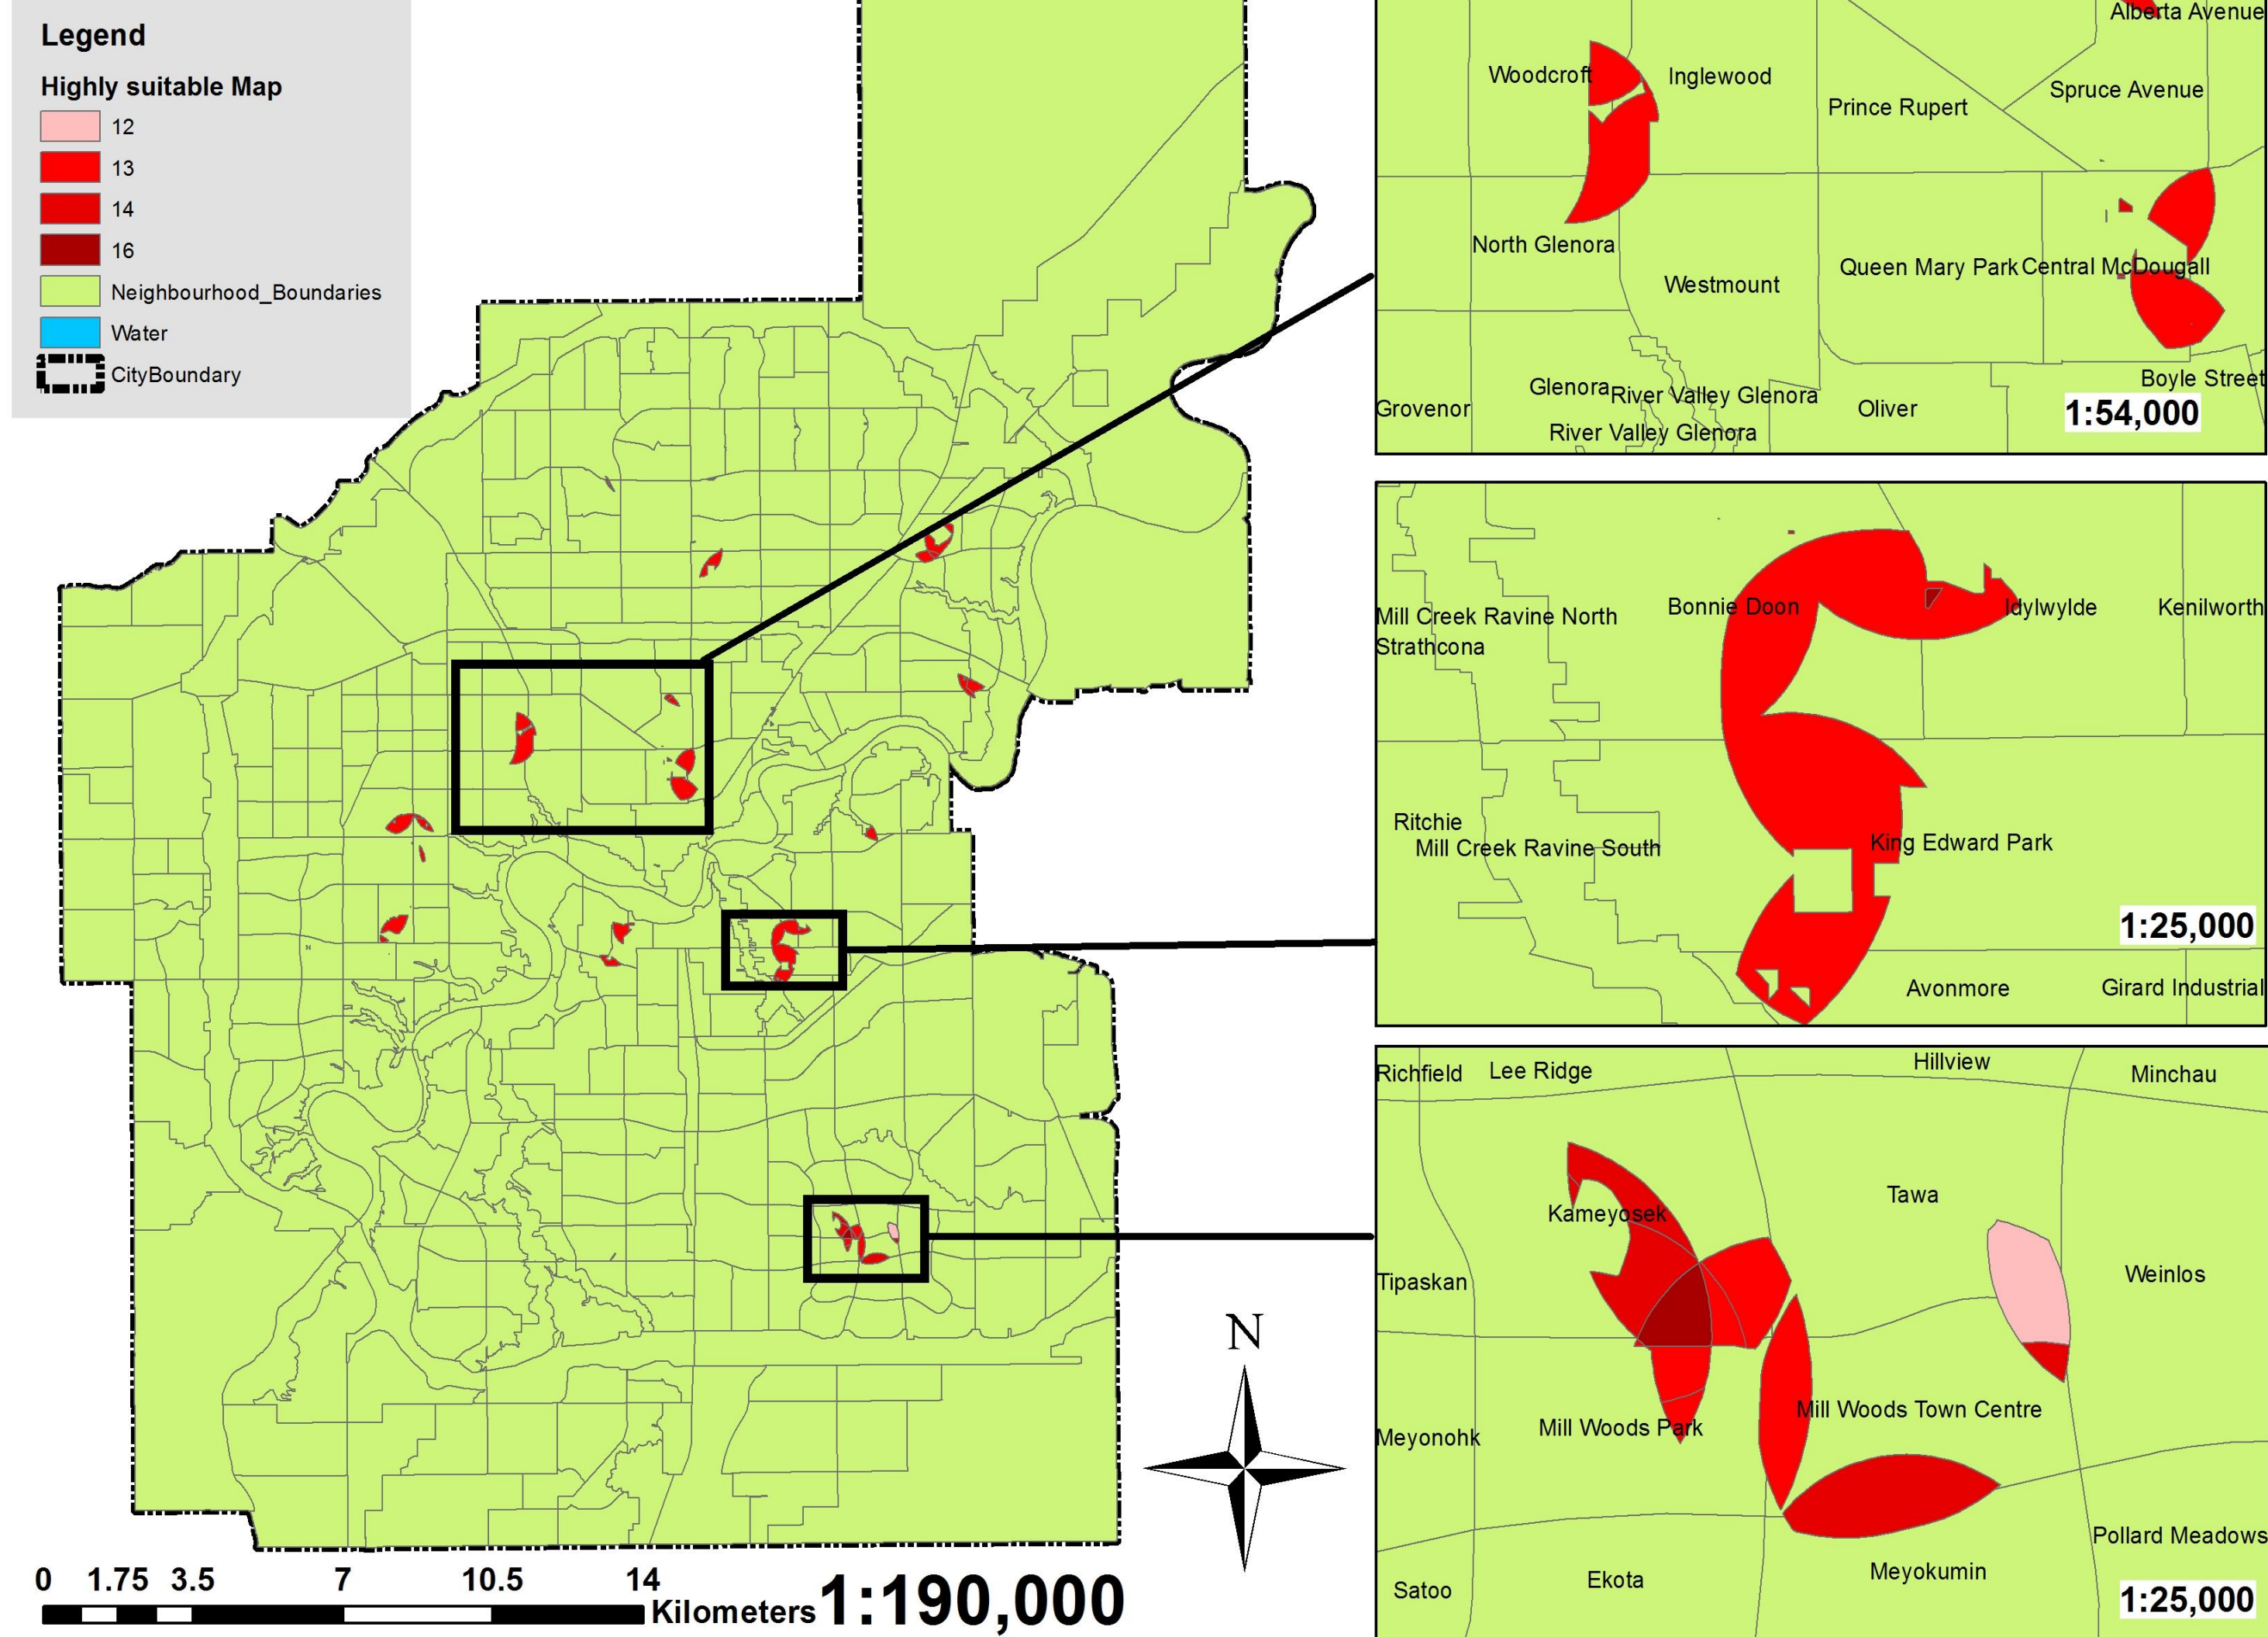 Legend
Highly suitable Map
12
13
14
16
Neighbourhood_Boundaries
Water
CityBoundary
Alberta Avenue
Woodcroft
Inglewood
Prince Rupert
Spruce Avenue
North Glenora
Westmount
Queen Mary Park
Central McDougall
Grovenor
Glenora
River Valley Glenora
Oliver
Boyle Street
River Valley Glenora
1:54,000
Mill Creek Ravine North
Bonnie Doon
Idylwylde
Kenilworth
Strathcona
Ritchie
Mill Creek Ravine South
King Edward Park
Avonmore
Girard Industrial
1:25,000
Richfield
Lee Ridge
Hillview
Minchau
Kameyosek
Tawa
Tipaskan
Weinlos
Meyonohk
Mill Woods Park
Mill Woods Town Centre
Pollard Meadows
Satoo
Ekota
Meyokumin
1:25,000
N
0 1.75 3.5 7 10.5 14
Kilometers
1:190,000